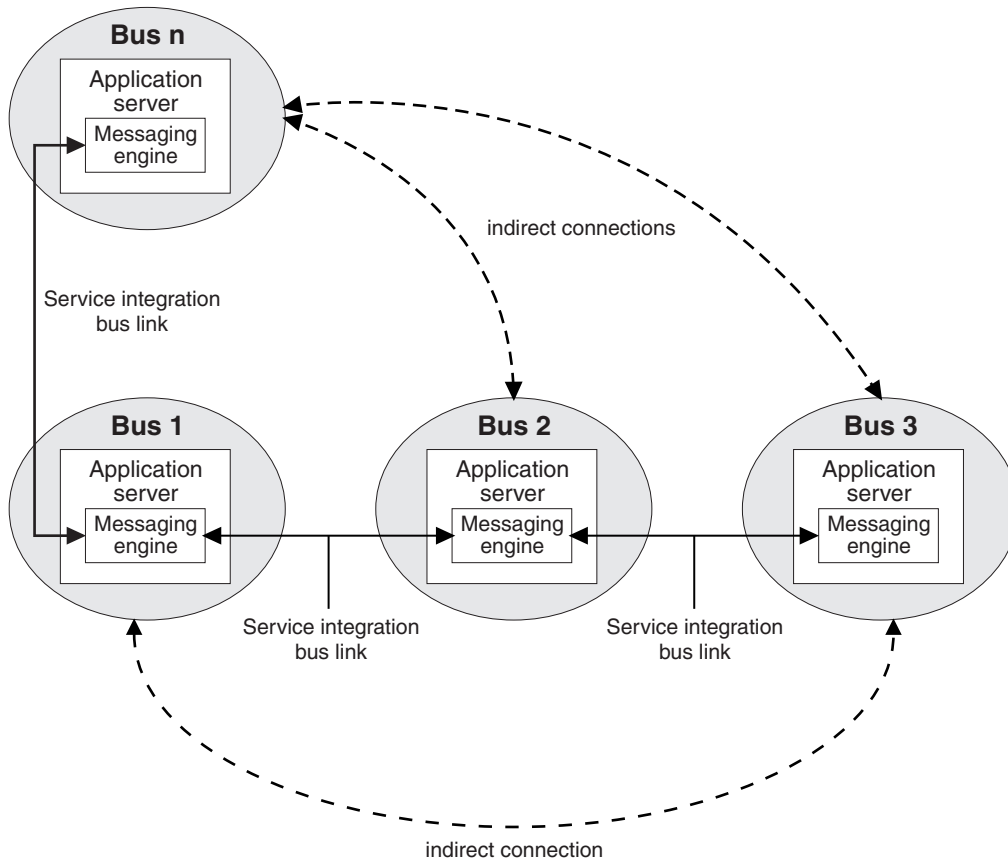 Bus n
Application
server
Messaging
engine
indirect connections
Service integration
bus link
Bus 1
Application
server
Messaging
engine
Bus 2
Application
server
Messaging
engine
Bus 3
Application
server
Messaging
engine
Service integration
bus link
Service integration
bus link
indirect connection